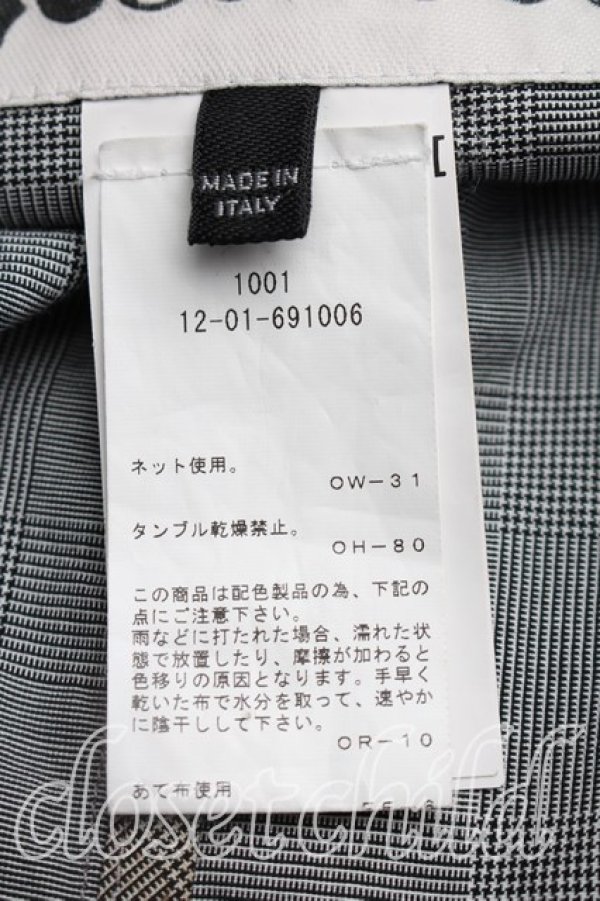 MADE IN
ITALY
[
1001
12-01-691006
ネット使用。
OW-31
タンブル乾燥禁止。
OH-80
この商品は配色製品の為、下記の
点にご注意下さい。
雨などに打たれた場合、濡れた状
態で放置したり、摩擦が加わると
色移りの原因となります。手早く
乾いた布で水分を取って、速やか
に陰干しして下さい。
OR-10
あて布使用
closetchild